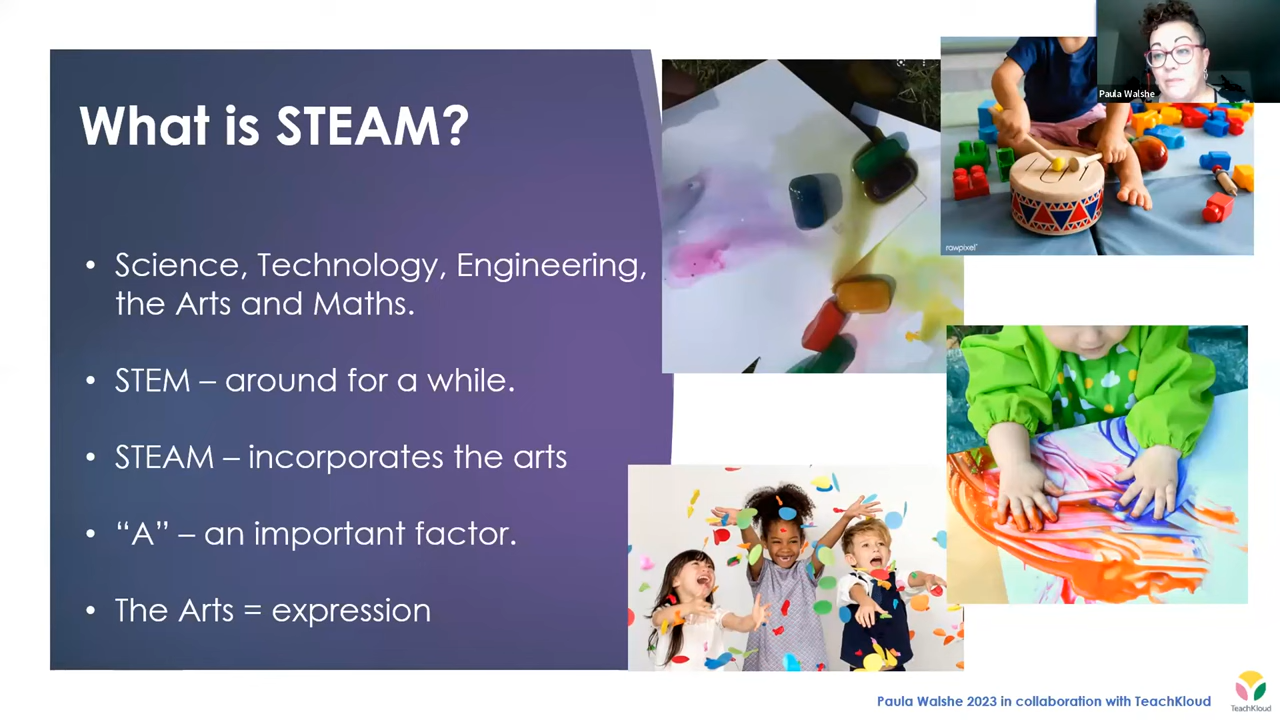 What is STEAM?
• Science, Technology, Engineering,
the Arts and Maths.
• STEM – around for a while.
• STEAM – incorporates the arts
• “A” – an important factor.
• The Arts = expression
Paula Walshe
rawpixel
Paula Walshe 2023 in collaboration with TeachKloud
TeachKloud